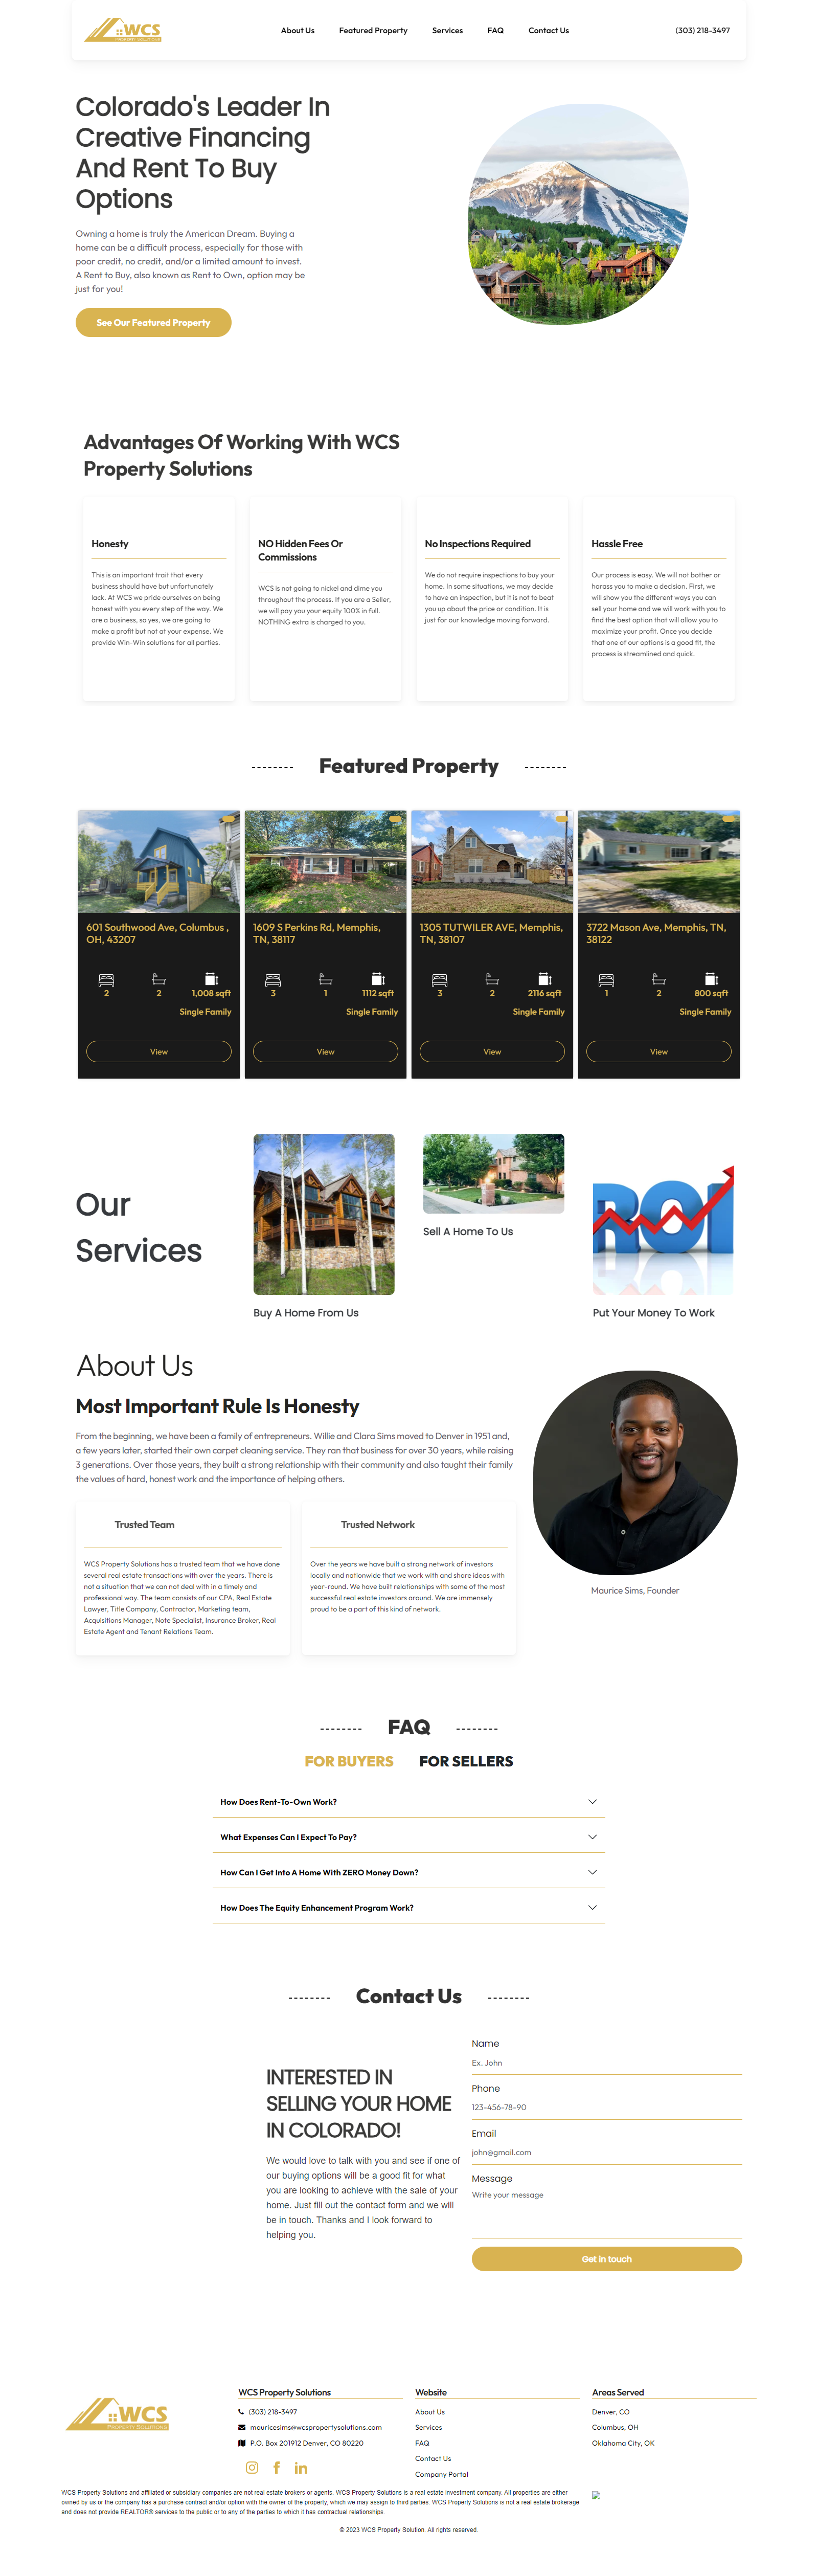 WCS
PROPERTY SOLUTIONS
About Us
Featured Property
Services
FAQ
Contact Us
(303) 218-3497
Colorado's Leader In
Creative Financing
And Rent To Buy
Options
Owning a home is truly the American Dream. Buying a
home can be a difficult process, especially for those with
poor credit, no credit, and/or a limited amount to invest.
A Rent to Buy, also known as Rent to Own, option may be
just for you!
See Our Featured Property
Advantages Of Working With WCS
Property Solutions
Honesty
This is an important trait that every
business should have but unfortunately
lack. At WCS we pride ourselves on being
honest with you every step of the way. We
are a business, so yes, we are going to
make a profit but not at your expense. We
provide Win-Win solutions for all parties.
NO Hidden Fees Or
Commissions
WCS is not going to nickel and dime you
throughout the process. If you are a Seller,
we will pay you your equity 100% in full.
NOTHING extra is charged to you.
No Inspections Required
We do not require inspections to buy your
home. In some situations, we may decide
to have an inspection, but it is not to beat
you up about the price or condition. It is
just for our knowledge moving forward.
Hassle Free
Our process is easy. We will not bother or
harass you to make a decision. First, we
will show you the different ways you can
sell your home and we will work with you to
find the best option that will allow you to
maximize your profit. Once you decide
that one of our options is a good fit, the
process is streamlined and quick.
Featured Property
601 Southwood Ave, Columbus ,
OH, 43207
2
2
1,008 sqft
Single Family
View
1609 S Perkins Rd, Memphis,
TN, 38117
3
1
1112 sqft
Single Family
View
1305 TUTWILER AVE, Memphis,
TN, 38107
3
2
2116 sqft
Single Family
View
3722 Mason Ave, Memphis, TN,
38122
1
2
800 sqft
Single Family
View
Our
Services
Buy A Home From Us
Sell A Home To Us
ROI
Put Your Money To Work
About Us
Most Important Rule Is Honesty
From the beginning, we have been a family of entrepreneurs. Willie and Clara Sims moved to Denver in 1951 and,
a few years later, started their own carpet cleaning service. They ran that business for over 30 years, while raising
3 generations. Over those years, they built a strong relationship with their community and also taught their family
the values of hard, honest work and the importance of helping others.
Trusted Team
WCS Property Solutions has a trusted team that we have done
several real estate transactions with over the years. There is
not a situation that we can not deal with in a timely and
professional way. The team consists of our CPA, Real Estate
Lawyer, Title Company, Contractor, Marketing team,
Acquisitions Manager, Note Specialist, Insurance Broker, Real
Estate Agent and Tenant Relations Team.
Trusted Network
Over the years we have built a strong network of investors
locally and nationwide that we work with and share ideas with
year-round. We have built relationships with some of the most
successful real estate investors around. We are immensely
proud to be a part of this kind of network.
Maurice Sims, Founder
FAQ
FOR BUYERS
FOR SELLERS
How Does Rent-To-Own Work?
What Expenses Can I Expect To Pay?
How Can I Get Into A Home With ZERO Money Down?
How Does The Equity Enhancement Program Work?
Contact Us
INTERESTED IN
SELLING YOUR HOME
IN COLORADO!
We would love to talk with you and see if one of
our buying options will be a good fit for what
you are looking to achieve with the sale of your
home. Just fill out the contact form and we will
be in touch. Thanks and I look forward to
helping you.
Name
Ex. John
Phone
123-456-78-90
Email
john@gmail.com
Message
Write your message
Get in touch
WCS
PROPERTY SOLUTIONS
WCS Property Solutions
(303) 218-3497
mauricesims@wcspropertysolutions.com
P.O. Box 201912 Denver, CO 80220
Website
About Us
Services
FAQ
Contact Us
Company Portal
Areas Served
Denver, CO
Columbus, OH
Oklahoma City, OK
WCS Property Solutions and affiliated or subsidiary companies are not real estate brokers or agents. WCS Property Solutions is a real estate investment company. All properties are either
owned by us or the company has a purchase contract and/or option with the owner of the property, which we may assign to third parties. WCS Property Solutions is not a real estate brokerage
and does not provide REALTOR® services to the public or to any of the parties to which it has contractual relationships.
© 2023 WCS Property Solution. All rights reserved.